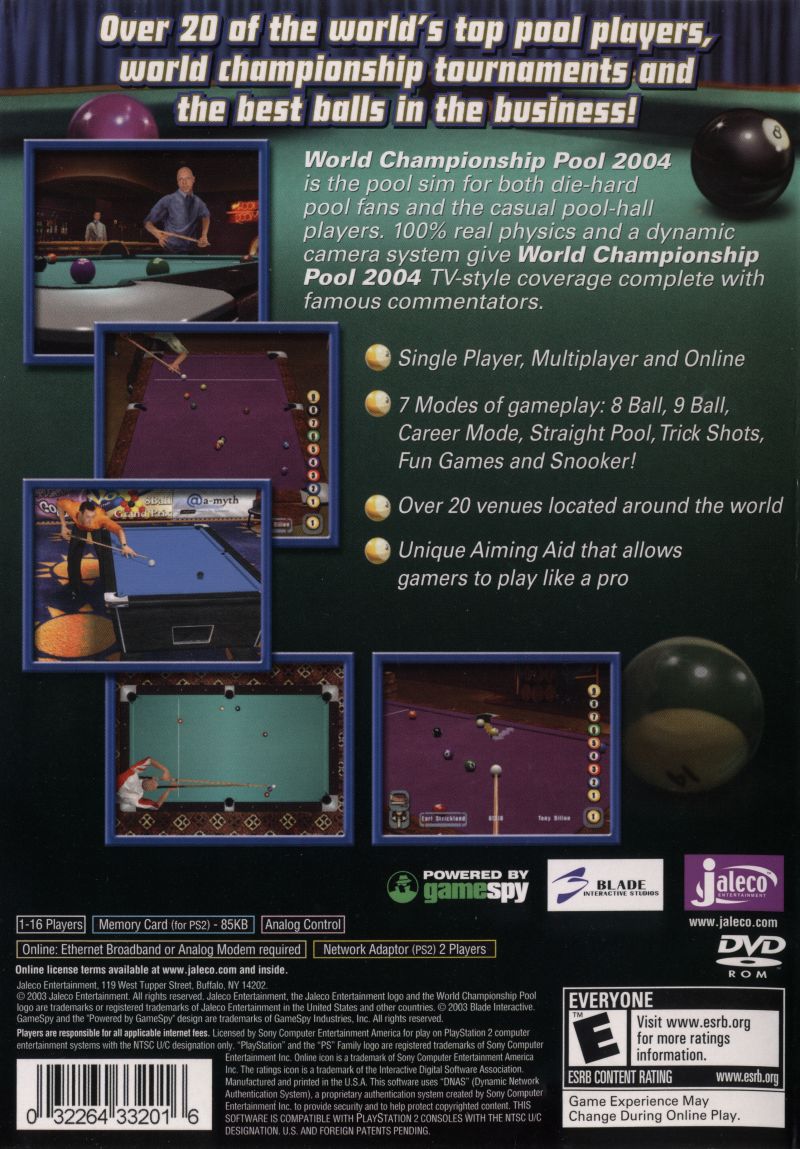 Over 20 of the world's top pool players,
world championship tournaments and
the best balls in the business!
8
World Championship Pool 2004
is the pool sim for both die-hard
pool fans and the casual pool-hall
players. 100% real physics and a dynamic
camera system give World Championship
Pool 2004 TV-style coverage complete with
famous commentators.
Single Player, Multiplayer and Online
7 Modes of gameplay: 8 Ball, 9 Ball,
Career Mode, Straight Pool, Trick Shots,
Fun Games and Snooker!
Over 20 venues located around the world
Unique Aiming Aid that allows
gamers to play like a pro
8Ball @a-myth
Grand Prix
14
Earl Strickland
POWERED BY
gamespy
BLADE
INTERACTIVE STUDIOS
jaleco
ENTERTAINMENT
www.jaleco.com
1-16 Players Memory Card (for PS2) - 85KB Analog Control
Online: Ethernet Broadband or Analog Modem required Network Adaptor (PS2) 2 Players
DVD
ROM
Online license terms available at www.jaleco.com and inside.
Jaleco Entertainment, 119 West Tupper Street, Buffalo, NY 14202.
© 2003 Jaleco Entertainment. All rights reserved. Jaleco Entertainment, the Jaleco Entertainment logo and the World Championship Pool
logo are trademarks or registered trademarks of Jaleco Entertainment in the United States and other countries. © 2003 Blade Interactive.
GameSpy and the "Powered by GameSpy" design are trademarks of GameSpy Industries, Inc. All rights reserved.
Players are responsible for all applicable internet fees. Licensed by Sony Computer Entertainment America for play on PlayStation 2 computer
entertainment systems with the NTSC U/C designation only. "PlayStation" and the "PS" Family logo are registered trademarks of Sony Computer
Entertainment Inc. Online icon is a trademark of Sony Computer Entertainment America
Inc. The ratings icon is a trademark of the Interactive Digital Software Association.
Manufactured and printed in the U.S.A. This software uses "DNAS" (Dynamic Network
Authentication System), a proprietary authentication system created by Sony Computer
Entertainment Inc. to provide security and to help protect copyrighted content. THIS
SOFTWARE IS COMPATIBLE WITH PLAYSTATION 2 CONSOLES WITH THE NTSC U/C
DESIGNATION. U.S. AND FOREIGN PATENTS PENDING.
0 32264 33201 6
EVERYONE
TM
E
Visit www.esrb.org
for more ratings
information.
ESRB CONTENT RATING www.esrb.org
Game Experience May
Change During Online Play.